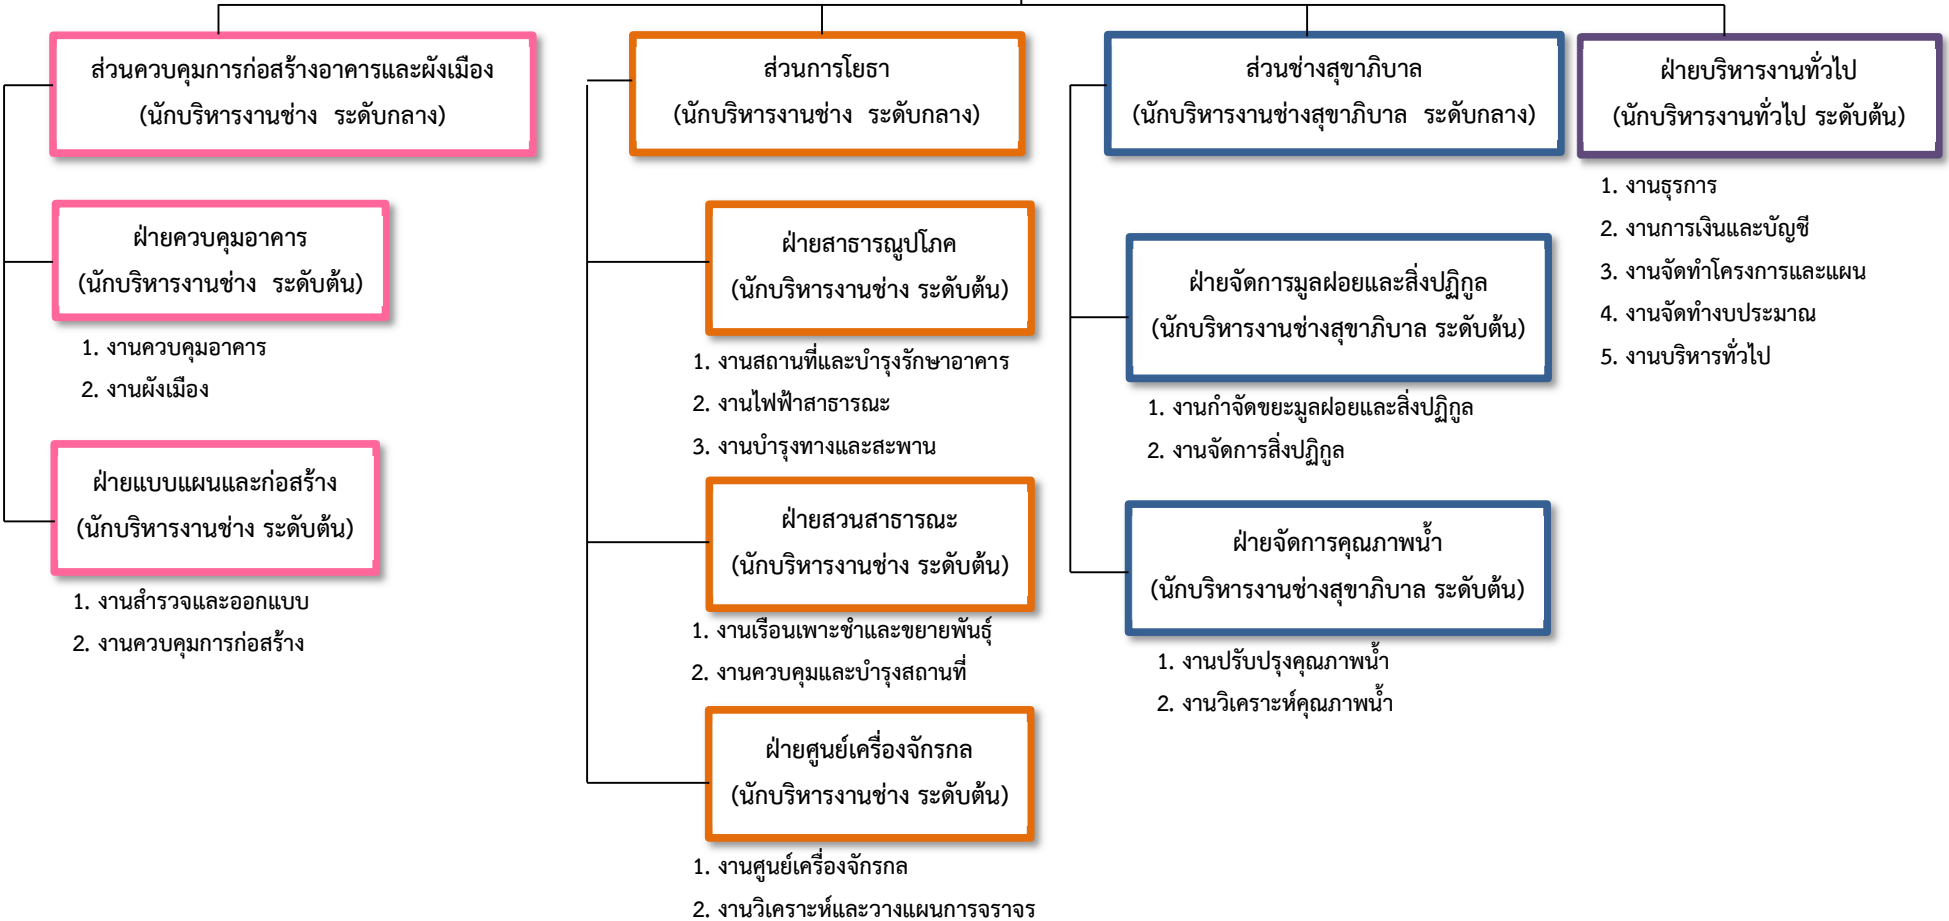 ส่วนควบคุมการก่อสร้างอาคารและผังเมือง
(นักบริหารงานช่าง ระดับกลาง)
ฝ่ายควบคุมอาคาร
(นักบริหารงานช่าง ระดับต้น)
1. งานควบคุมอาคาร
2. งานผังเมือง
ฝ่ายแบบแผนและก่อสร้าง
(นักบริหารงานช่าง ระดับต้น)
1. งานสำรวจและออกแบบ
2. งานควบคุมการก่อสร้าง
ส่วนการโยธา
(นักบริหารงานช่าง ระดับกลาง)
ฝ่ายสาธารณูปโภค
(นักบริหารงานช่าง ระดับต้น)
1. งานสถานที่และบำรุงรักษาอาคาร
2. งานไฟฟ้าสาธารณะ
3. งานบำรุงทางและสะพาน
ฝ่ายสวนสาธารณะ
(นักบริหารงานช่าง ระดับต้น)
1. งานเรือนเพาะชำและขยายพันธุ์
2. งานควบคุมและบำรุงสถานที่
ฝ่ายศูนย์เครื่องจักรกล
(นักบริหารงานช่าง ระดับต้น)
1. งานศูนย์เครื่องจักรกล
2. งานวิเคราะห์และวางแผนการจราจร
ส่วนช่างสุขาภิบาล
(นักบริหารงานช่างสุขาภิบาล ระดับกลาง)
ฝ่ายจัดการมูลฝอยและสิ่งปฏิกูล
(นักบริหารงานช่างสุขาภิบาล ระดับต้น)
1. งานกำจัดขยะมูลฝอยและสิ่งปฏิกูล
2. งานจัดการสิ่งปฏิกูล
ฝ่ายจัดการคุณภาพน้ำ
(นักบริหารงานช่างสุขาภิบาล ระดับต้น)
1. งานปรับปรุงคุณภาพน้ำ
2. งานวิเคราะห์คุณภาพน้ำ
ฝ่ายบริหารงานทั่วไป
(นักบริหารงานทั่วไป ระดับต้น)
1. งานธุรการ
2. งานการเงินและบัญชี
3. งานจัดทำโครงการและแผน
4. งานจัดทำงบประมาณ
5. งานบริหารทั่วไป